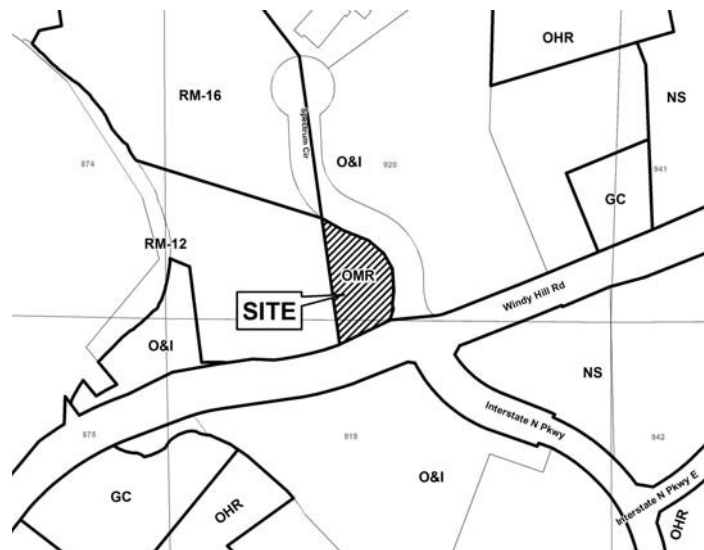 OHR
RM-16
NS
Spectrum Cir
874
O&I
920
941
GC
RM-12
OMR
Windy Hill Rd
SITE
O&I
NS
Interstate N Pkwy
875
919
942
O&I
GC
OHR
Interstate N Pkwy E
OHR